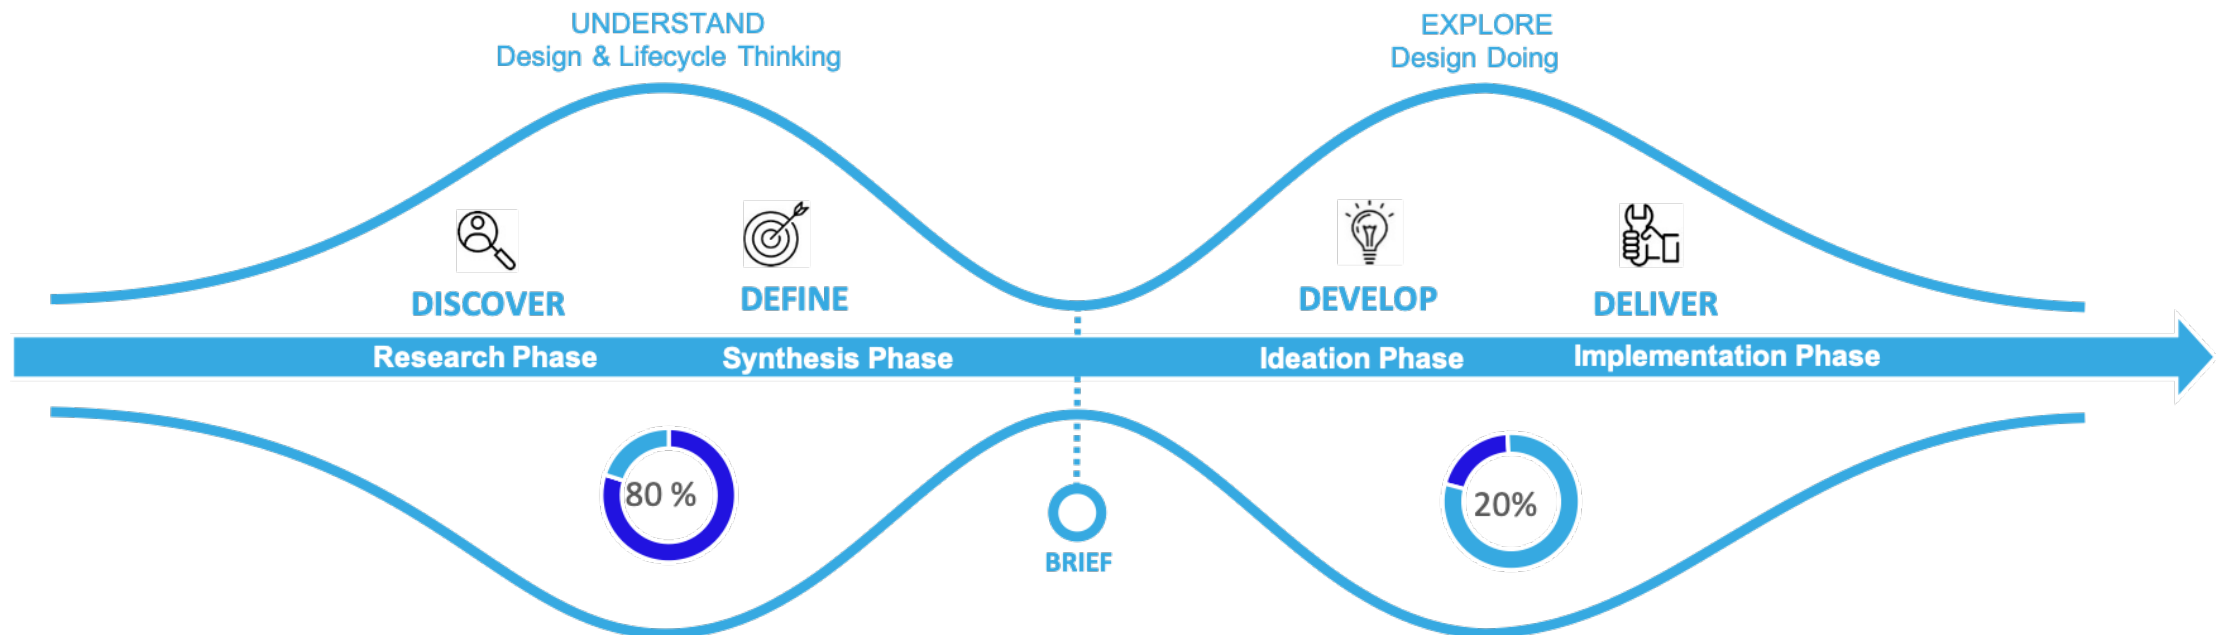 UNDERSTAND
Design & Lifecycle Thinking
EXPLORE
Design Doing
DISCOVER
DEFINE
DEVELOP
DELIVER
Research Phase
Synthesis Phase
Ideation Phase
Implementation Phase
80 %
20%
BRIEF